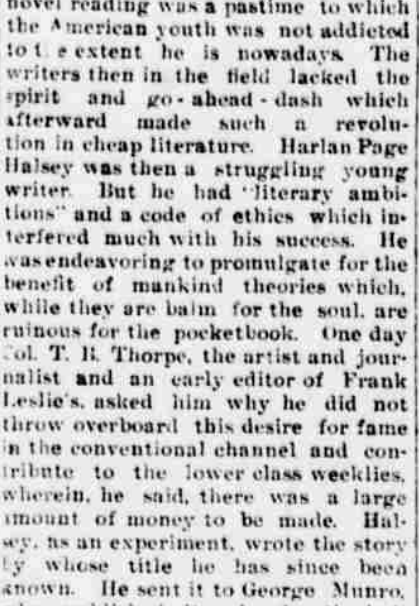 novel reading was a pastime to which
the American youth was not addicted
to t e extent he is nowadays. The
writers then in the field lacked the
spirit and go-ahead-dash which
afterward made such a revolu-
tion in cheap literature. Harlan Page
Halsey was then a struggling young
writer. But he had "literary ambi-
tions" and a code of ethics which in-
terfered much with his success. He
was endeavoring to promulgate for the
benefit of mankind theories which,
while they are balm for the soul, are
ruinous for the pocketbook. One day
Col. T. B. Thorpe, the artist and jour-
nalist and an early editor of Frank
Leslie's, asked him why he did not
throw overboard this desire for fame
in the conventional channel and con-
tribute to the lower class weeklies,
wherein, he said, there was a large
amount of money to be made. Hal-
sey, as an experiment, wrote the story
by whose title he has since been
known. He sent it to George Munro,